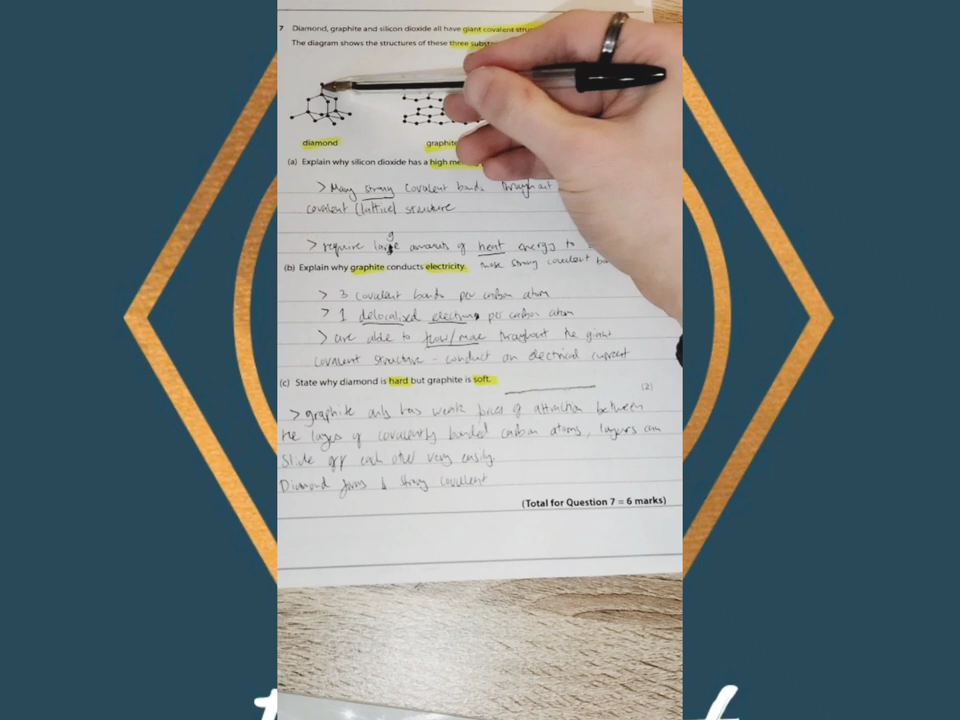 7 Diamond, graphite and silicon dioxide all have giant covalent
The diagram shows the structures of these three
diamond
graphite
(a) Explain why silicon dioxide has a high
> Many strong covalent bonds throughout
covalent (lattice) structure
> require large amounts of heat energy to
(b) Explain why graphite conducts electricity.
these strong covalent
> 3 covalent bonds per carbon atom
> 1 delocalised electrons per carbon atom
> are able to flow/move throughout the giant
covalent structure - conduct an electrical current
(c) State why diamond is hard but graphite is soft.
(2)
> graphite only has weak forces of attraction between
the layers of covalently bonded carbon atoms, layers can
slide off each other very easily.
Diamond forms 4 strong covalent
(Total for Question 7 = 6 marks)